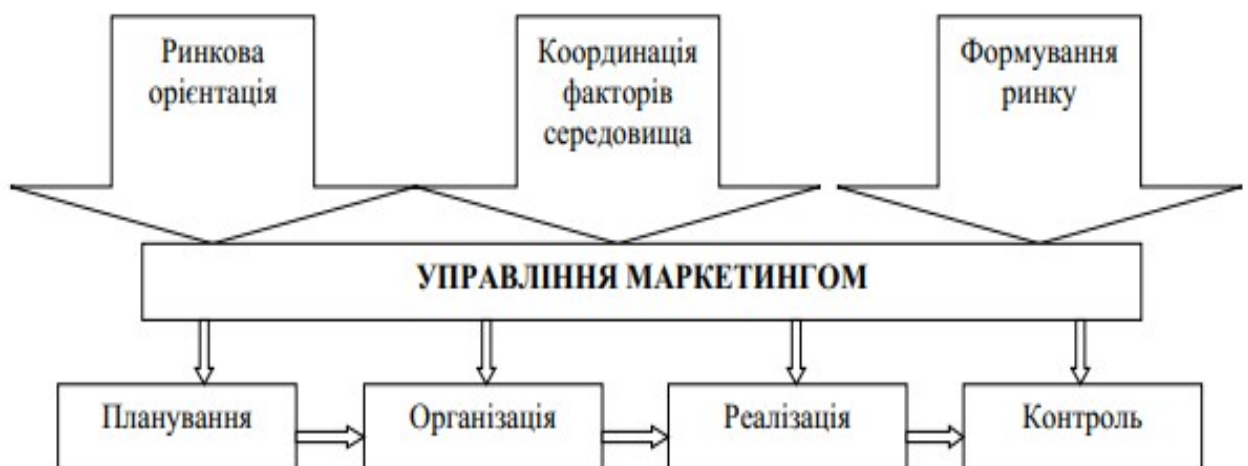 Ринкова
орієнтація
Координація
факторів
середовища
Формування
ринку
УПРАВЛІННЯ МАРКЕТИНГОМ
Планування
Організація
Реалізація
Контроль